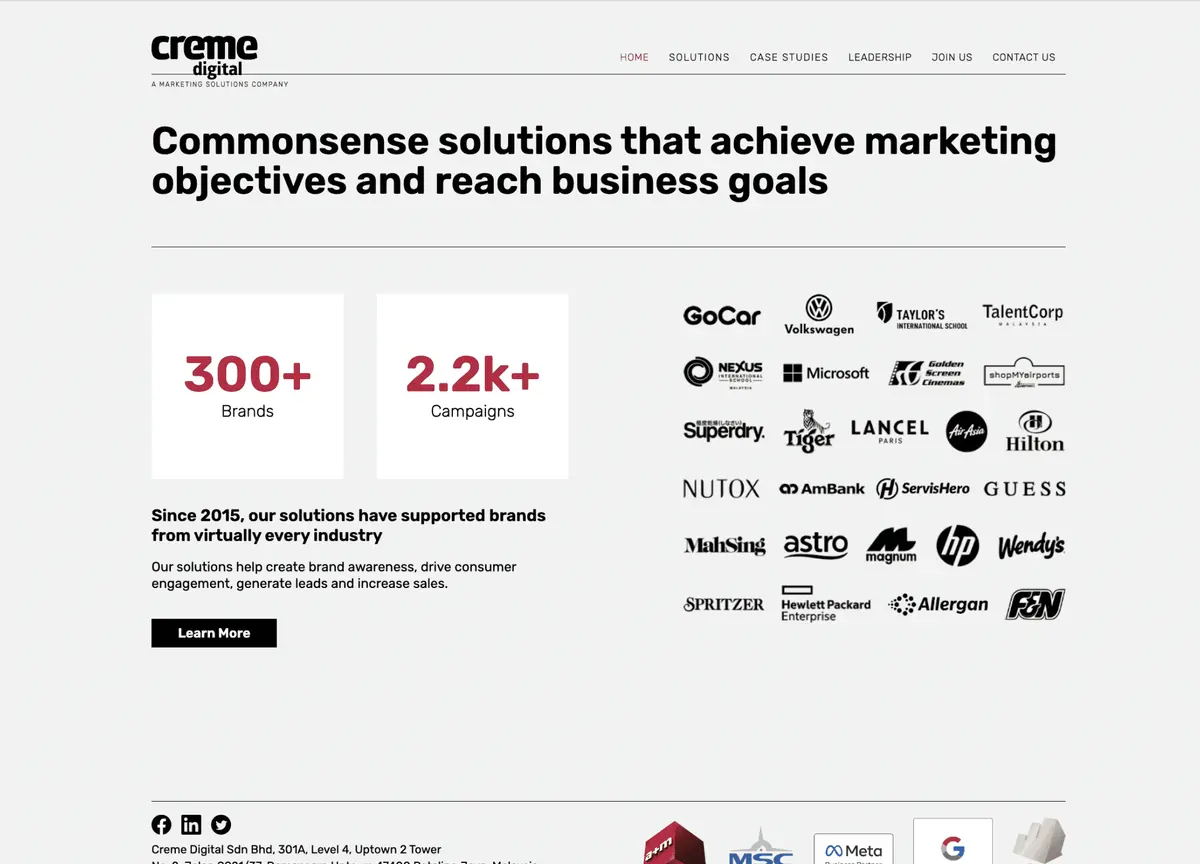 creme
digital
A MARKETING SOLUTIONS COMPANY
HOME SOLUTIONS CASE STUDIES LEADERSHIP JOIN US CONTACT US
Commonsense solutions that achieve marketing
objectives and reach business goals
300+
Brands
2.2k+
Campaigns
Since 2015, our solutions have supported brands
from virtually every industry
Our solutions help create brand awareness, drive consumer
engagement, generate leads and increase sales.
Learn More
GoCar
Volkswagen
TAYLOR'S
INTERNATIONAL SCHOOL
TalentCorp
MALAYSIA
NEXUS
INTERNATIONAL
SCHOOL
MALAYSIA
Microsoft
Golden
Screen
Cinemas
shopMYairports
Superdry.
Tiger
LANCEL
PARIS
AirAsia
Hilton
NUTOX
AmBank
ServisHero
GUESS
MahSing
astro
magnum
hp
Wendy's
SPRITZER
Hewlett Packard
Enterprise
Allergan
F&N
Creme Digital Sdn Bhd, 301A, Level 4, Uptown 2 Tower
a+m
MSC
Meta
G